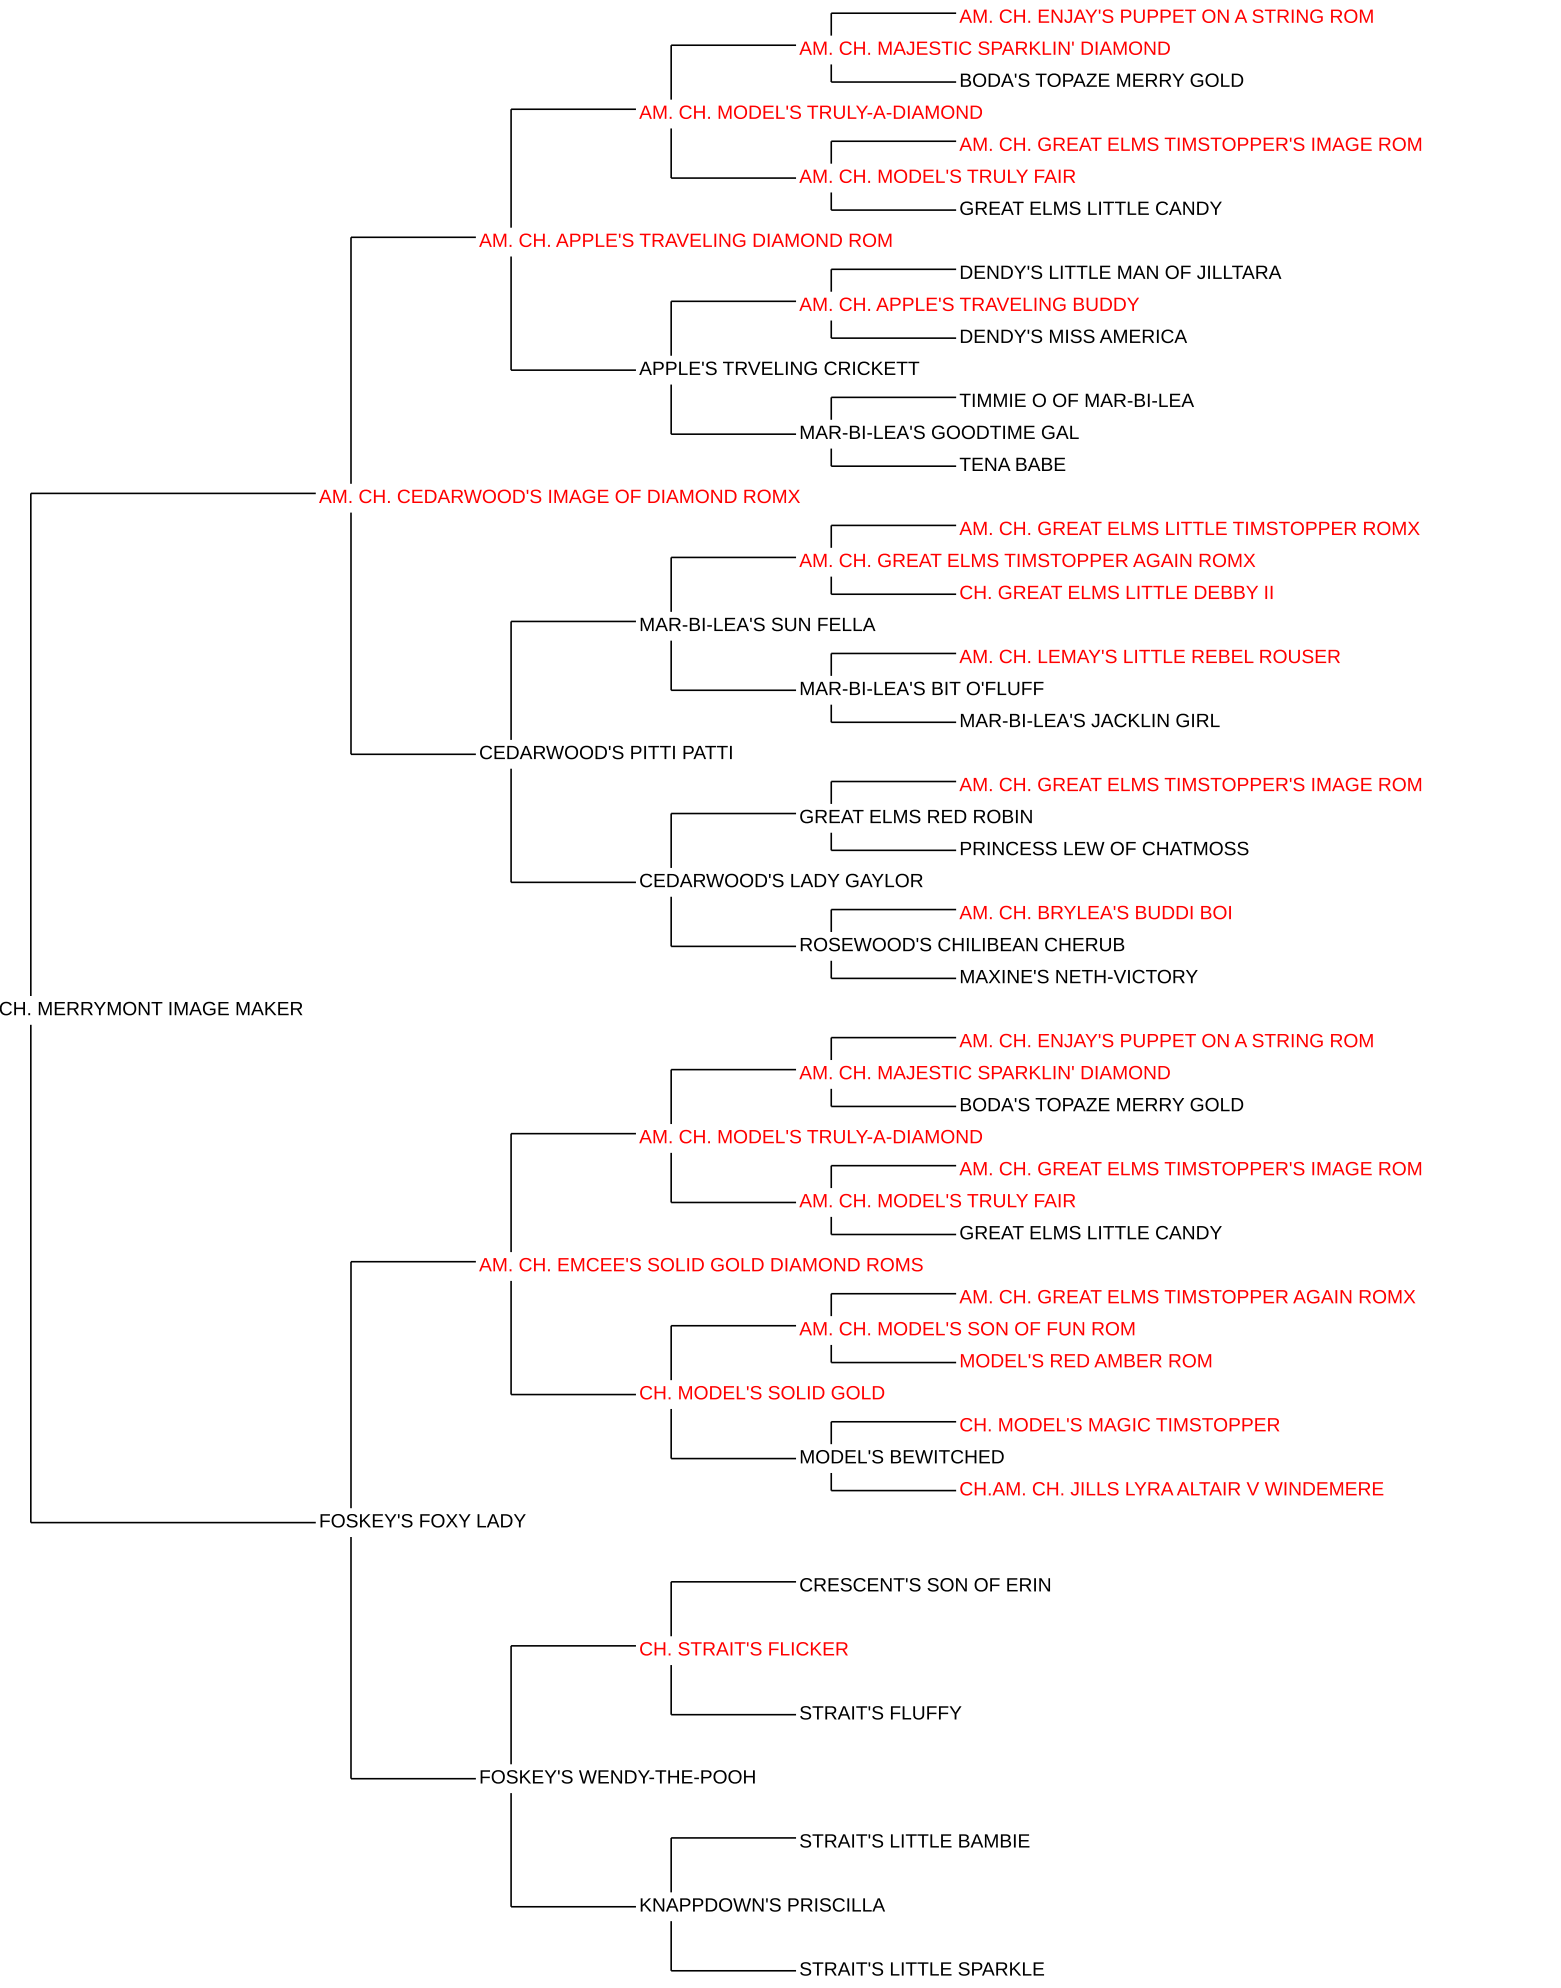 AM. CH. ENJAY'S PUPPET ON A STRING ROM
AM. CH. MAJESTIC SPARKLIN' DIAMOND
BODA'S TOPAZE MERRY GOLD
AM. CH. MODEL'S TRULY-A-DIAMOND
AM. CH. GREAT ELMS TIMSTOPPER'S IMAGE ROM
AM. CH. MODEL'S TRULY FAIR
GREAT ELMS LITTLE CANDY
AM. CH. APPLE'S TRAVELING DIAMOND ROM
DENDY'S LITTLE MAN OF JILLTARA
AM. CH. APPLE'S TRAVELING BUDDY
DENDY'S MISS AMERICA
APPLE'S TRVELING CRICKETT
TIMMIE O OF MAR-BI-LEA
MAR-BI-LEA'S GOODTIME GAL
TENA BABE
AM. CH. CEDARWOOD'S IMAGE OF DIAMOND ROMX
AM. CH. GREAT ELMS LITTLE TIMSTOPPER ROMX
AM. CH. GREAT ELMS TIMSTOPPER AGAIN ROMX
CH. GREAT ELMS LITTLE DEBBY II
MAR-BI-LEA'S SUN FELLA
AM. CH. LEMAY'S LITTLE REBEL ROUSER
MAR-BI-LEA'S BIT O'FLUFF
MAR-BI-LEA'S JACKLIN GIRL
CEDARWOOD'S PITTI PATTI
AM. CH. GREAT ELMS TIMSTOPPER'S IMAGE ROM
GREAT ELMS RED ROBIN
PRINCESS LEW OF CHATMOSS
CEDARWOOD'S LADY GAYLOR
AM. CH. BRYLEA'S BUDDI BOI
ROSEWOOD'S CHILIBEAN CHERUB
MAXINE'S NETH-VICTORY
CH. MERRYMONT IMAGE MAKER
AM. CH. ENJAY'S PUPPET ON A STRING ROM
AM. CH. MAJESTIC SPARKLIN' DIAMOND
BODA'S TOPAZE MERRY GOLD
AM. CH. MODEL'S TRULY-A-DIAMOND
AM. CH. GREAT ELMS TIMSTOPPER'S IMAGE ROM
AM. CH. MODEL'S TRULY FAIR
GREAT ELMS LITTLE CANDY
AM. CH. EMCEE'S SOLID GOLD DIAMOND ROMS
AM. CH. GREAT ELMS TIMSTOPPER AGAIN ROMX
AM. CH. MODEL'S SON OF FUN ROM
MODEL'S RED AMBER ROM
CH. MODEL'S SOLID GOLD
CH. MODEL'S MAGIC TIMSTOPPER
MODEL'S BEWITCHED
CH.AM. CH. JILLS LYRA ALTAIR V WINDEMERE
FOSKEY'S FOXY LADY
CRESCENT'S SON OF ERIN
CH. STRAIT'S FLICKER
STRAIT'S FLUFFY
FOSKEY'S WENDY-THE-POOH
STRAIT'S LITTLE BAMBIE
KNAPPDOWN'S PRISCILLA
STRAIT'S LITTLE SPARKLE